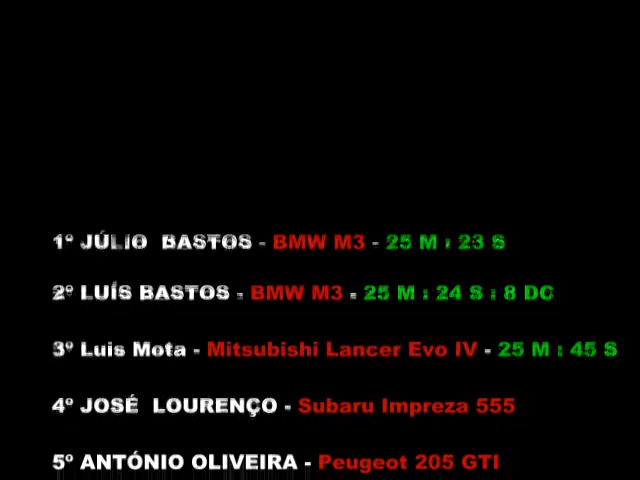 1º JÚLIO BASTOS - BMW M3 - 25 M : 23 S
2º LUÍS BASTOS - BMW M3 - 25 M : 24 S : 8 DC
3º Luis Mota - Mitsubishi Lancer Evo IV - 25 M : 45 S
4º JOSÉ LOURENÇO - Subaru Impreza 555
5º ANTÓNIO OLIVEIRA - Peugeot 205 GTI